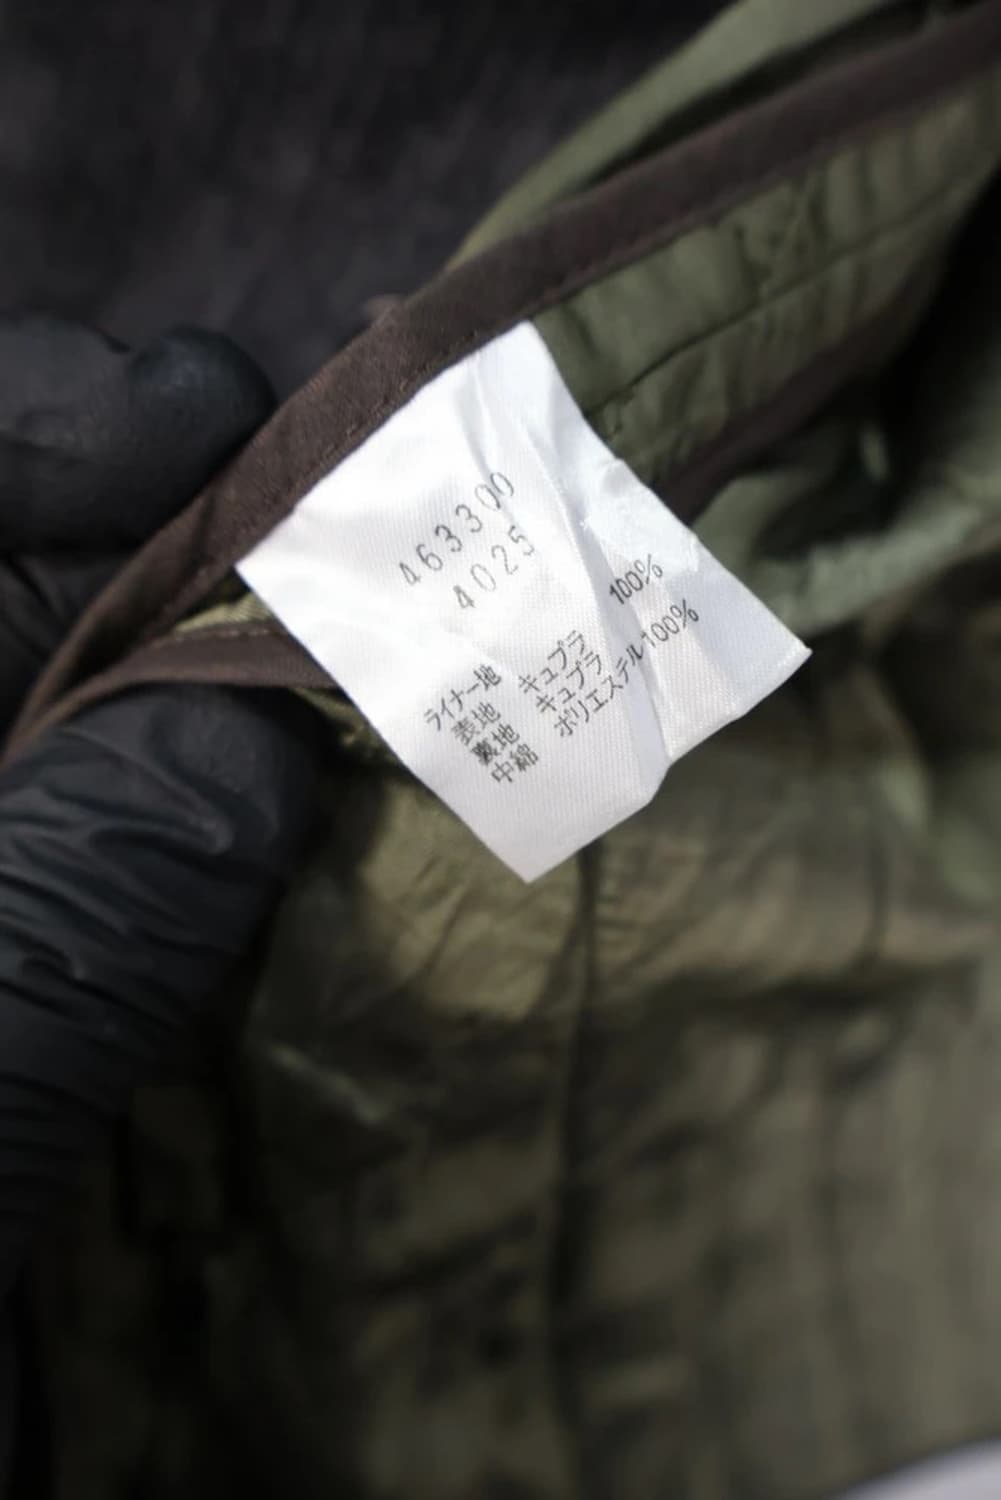 463300
4025
ライナー地
表地 キュプラ 100%
裏地 キュプラ
中綿 ポリエステル100%